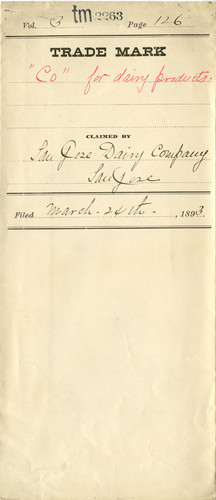 tm 2263
Vol. 3 Page 126
TRADE MARK
"Co" for dairy products.
CLAIMED BY
San Jose Dairy Company
San Jose
Filed March - 24th - , 1893